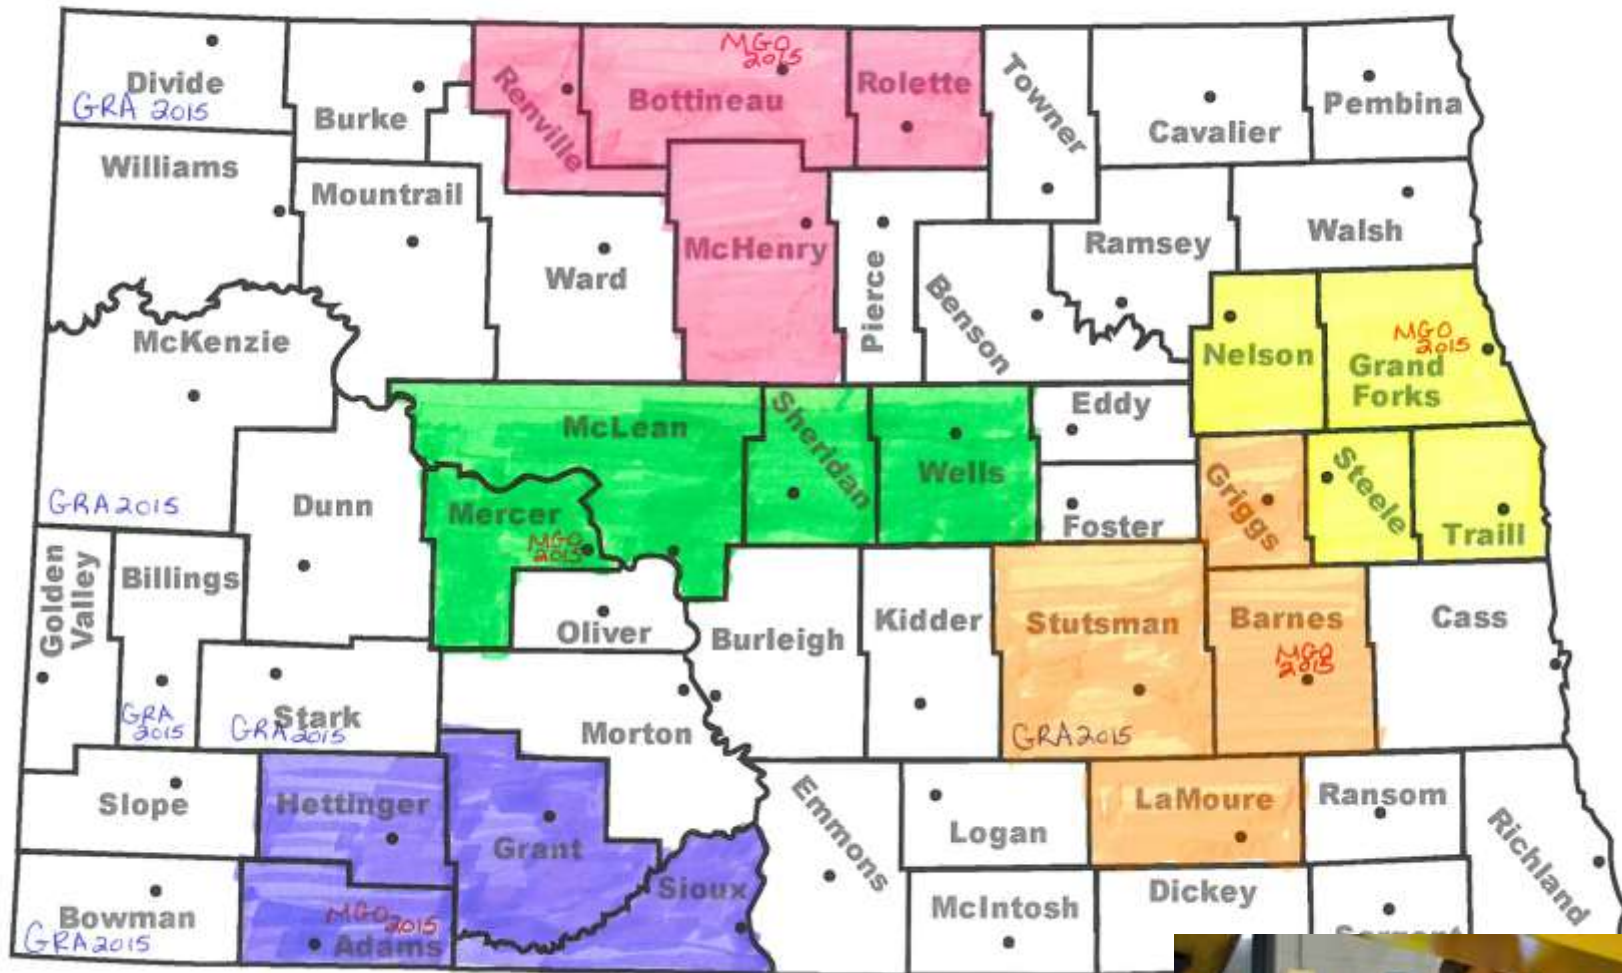 Divide
GRA 2015
Burke
Renville
Bottineau
MGO
2015
Rolette
Towner
Cavalier
Pembina
Williams
Mountrail
Ward
McHenry
Pierce
Benson
Ramsey
Walsh
McKenzie
GRA 2015
Nelson
Grand
Forks
MGO
2015
McLean
Sheridan
Wells
Eddy
Foster
Griggs
Steele
Traill
Dunn
Mercer
MGO
2015
Golden
Valley
Billings
GRA
2015
Oliver
Burleigh
Kidder
Stutsman
GRA 2015
Barnes
MGO
2015
Cass
Stark
GRA 2015
Morton
Slope
Hettinger
Grant
Sioux
Emmons
Logan
LaMoure
Ransom
Richland
Bowman
GRA 2015
MGO 2015
Adams
McIntosh
Dickey
Sargent